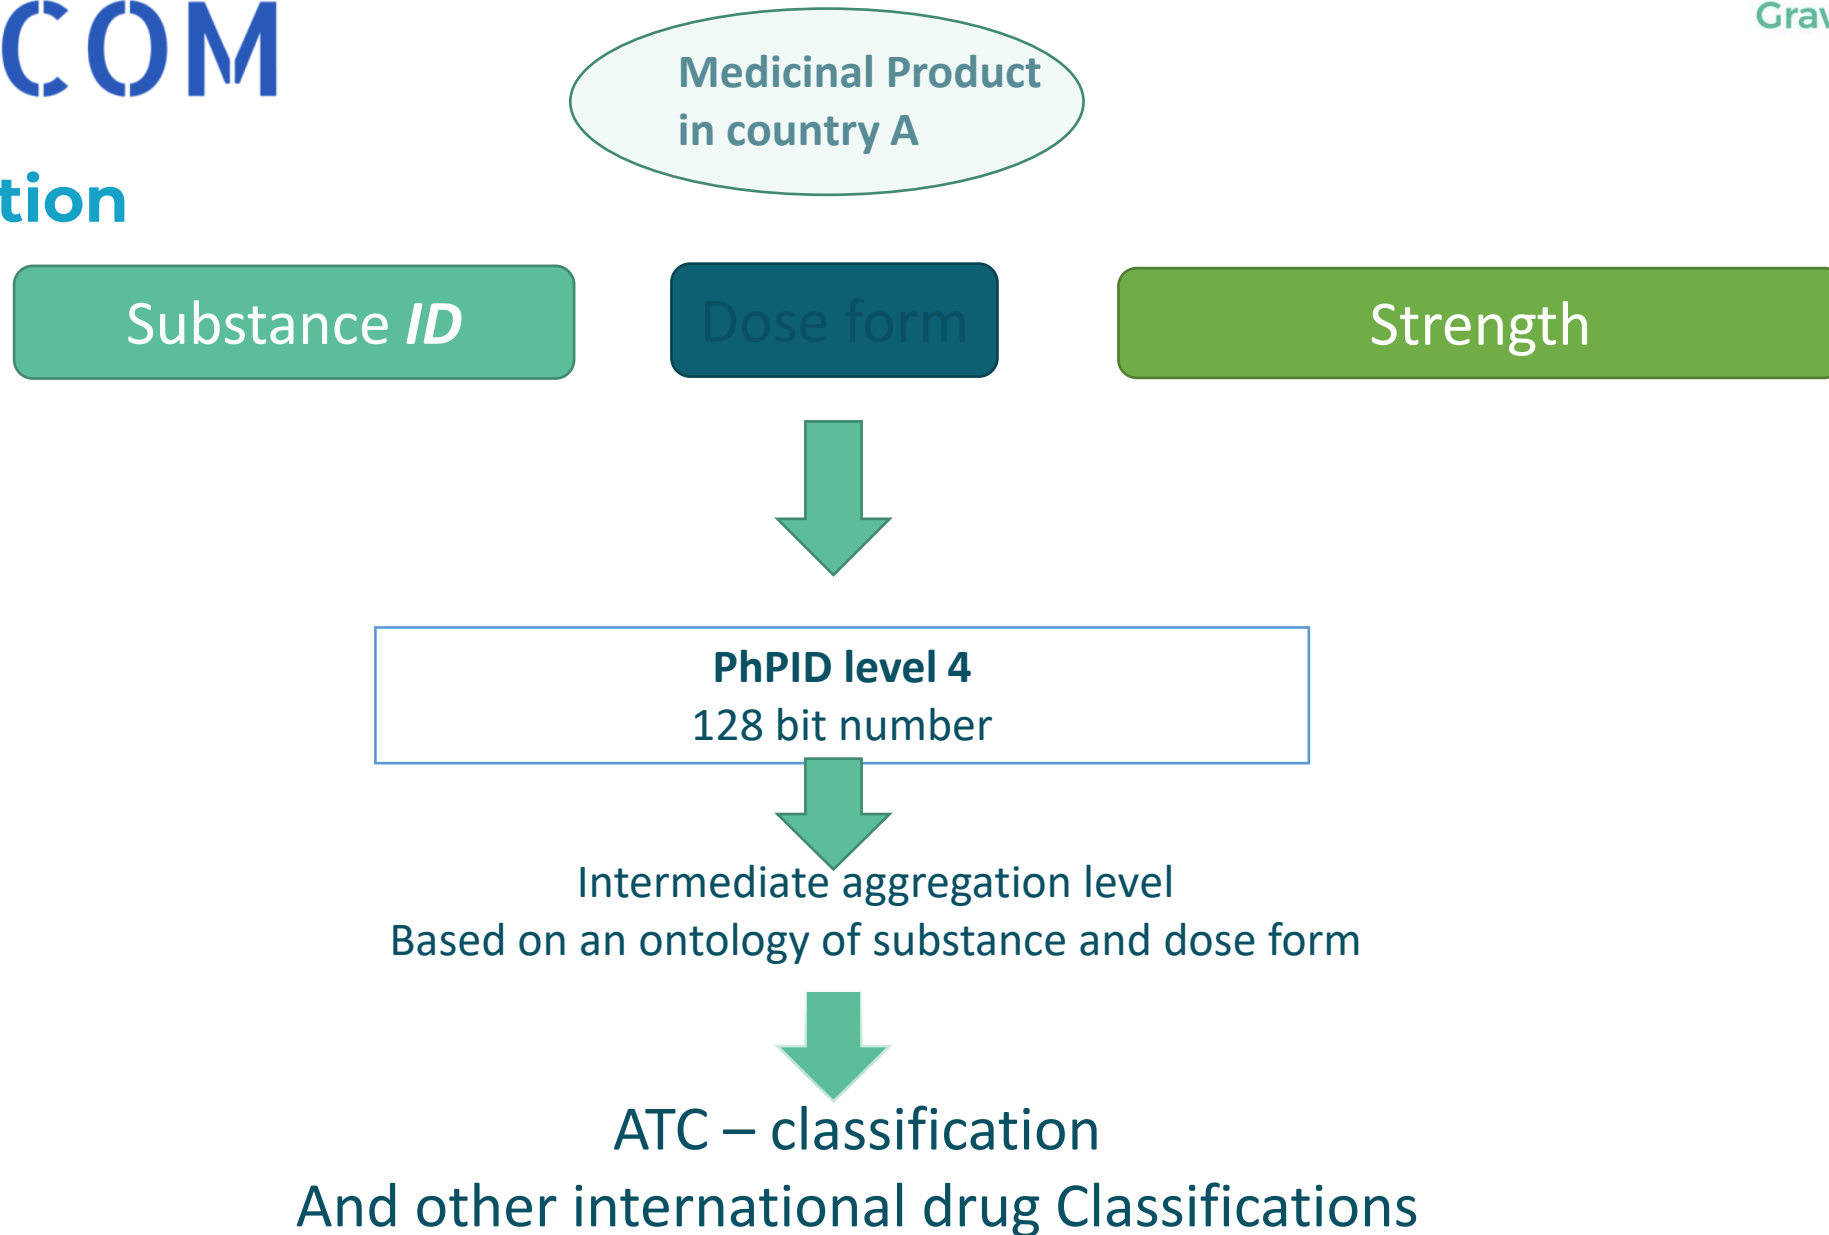 COM
Grav
Medicinal Product
in country A
tion
Substance ID
Dose form
Strength
PhPID level 4
128 bit number
Intermediate aggregation level
Based on an ontology of substance and dose form
ATC – classification
And other international drug Classifications